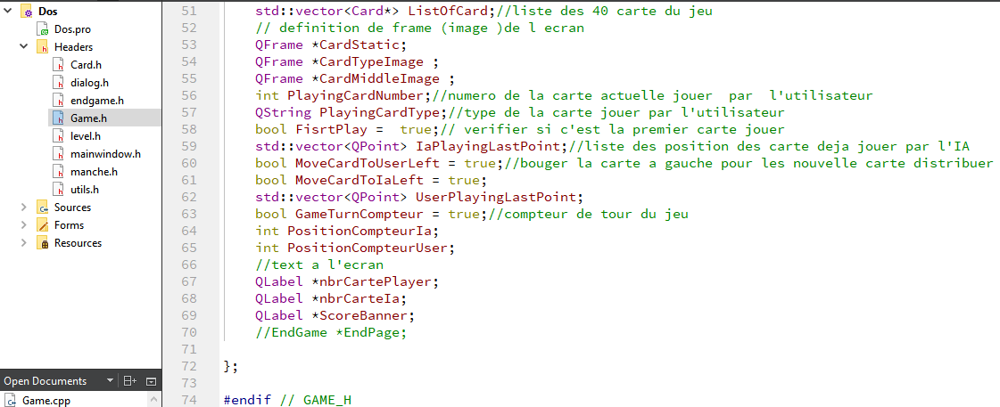 Dos
Dos.pro
Headers
Card.h
dialog.h
endgame.h
Game.h
level.h
mainwindow.h
manche.h
utils.h
Sources
Forms
Resources
Open Documents
Game.cpp
51 std::vector<Card*> ListOfCard;//liste des 40 carte du jeu
52 // definition de frame (image )de l ecran
53 QFrame *CardStatic;
54 QFrame *CardTypeImage ;
55 QFrame *CardMiddleImage ;
56 int PlayingCardNumber;//numero de la carte actuelle jouer  par  l'utilisateur
57 QString PlayingCardType;//type de la carte jouer par l'utilisateur
58 bool FisrtPlay =  true;// verifier si c'est la premier carte jouer
59 std::vector<QPoint> IaPlayingLastPoint;//liste des position des carte deja jouer par l'IA
60 bool MoveCardToUserLeft = true;//bouger la carte a gauche pour les nouvelle carte distribuer
61 bool MoveCardToIaLeft = true;
62 std::vector<QPoint> UserPlayingLastPoint;
63 bool GameTurnCompteur = true;//compteur de tour du jeu
64 int PositionCompteurIa;
65 int PositionCompteurUser;
66 //text a l'ecran
67 QLabel *nbrCartePlayer;
68 QLabel *nbrCarteIa;
69 QLabel *ScoreBanner;
70 //EndGame *EndPage;
71
72 };
73
74 #endif // GAME_H